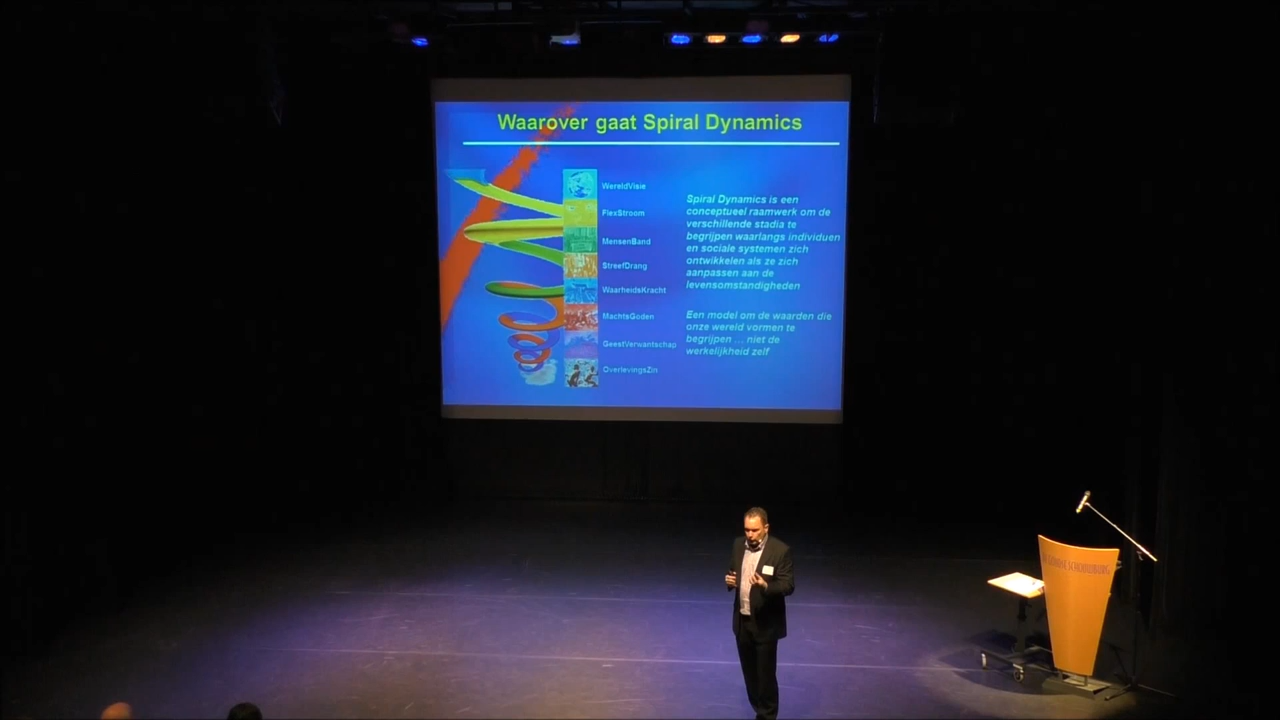 Waarover gaat Spiral Dynamics
WereldVisie
FlexStroom
MensenBand
StreefDrang
WaarheidsKracht
MachtsGoden
GeestVerwantschap
OverlevingsZin
Spiral Dynamics is een
conceptueel raamwerk om de
verschillende stadia te
begrijpen waarlangs individuen
en sociale systemen zich
ontwikkelen als ze zich
aanpassen aan de
levensomstandigheden
Een model om de waarden die
onze wereld vormen te
begrijpen ... niet de
werkelijkheid zelf
SCHOUWBURG